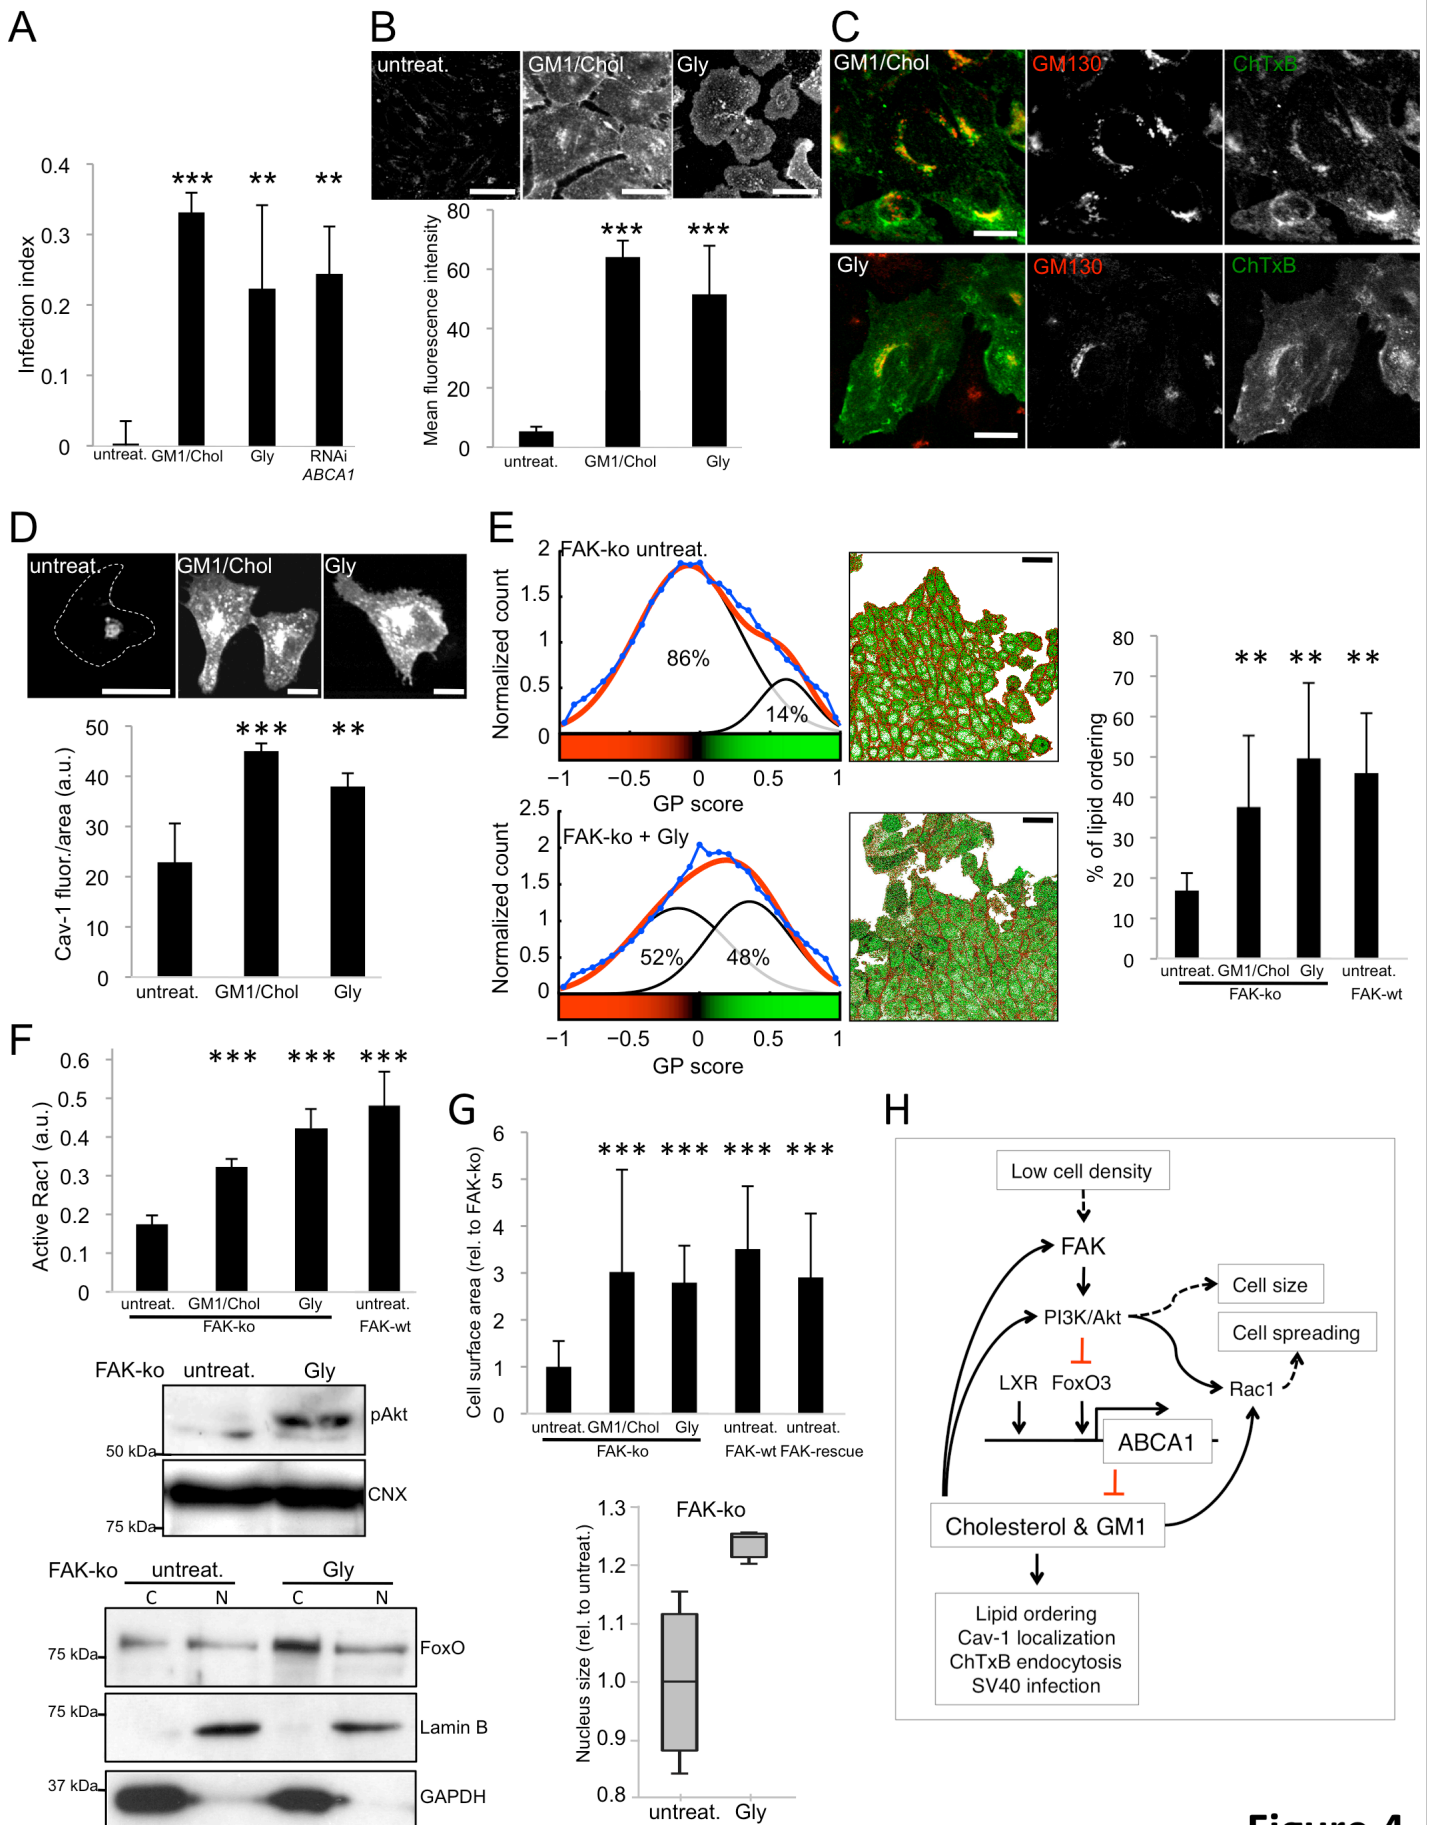 A
Infection index
0.4
0.3
0.2
0.1
0
***
**
**
untreat.
GM1/Chol
Gly
RNAi
ABCA1
B
untreat.
GM1/Chol
Gly
Mean fluorescence intensity
80
60
40
20
0
***
***
untreat.
GM1/Chol
Gly
C
GM1/Chol
GM130
ChTxB
Gly
GM130
ChTxB
D
untreat.
GM1/Chol
Gly
Cav-1 fluor./area (a.u.)
50
40
30
20
10
0
***
**
untreat.
GM1/Chol
Gly
E
FAK-ko untreat.
Normalized count
2
1.5
1
0.5
0
86%
14%
−1
−0.5
0
0.5
1
GP score
FAK-ko + Gly
Normalized count
2.5
2
1.5
1
0.5
0
52%
48%
−1
−0.5
0
0.5
1
GP score
% of lipid ordering
80
70
60
50
40
30
20
10
0
**
**
**
untreat.
GM1/Chol
Gly
untreat.
FAK-ko
FAK-wt
F
Active Rac1 (a.u.)
0.6
0.5
0.4
0.3
0.2
0.1
0
***
***
***
untreat.
GM1/Chol
Gly
untreat.
FAK-ko
FAK-wt
FAK-ko
untreat.
Gly
pAkt
50 kDa
CNX
75 kDa
FAK-ko
untreat.
Gly
C
N
C
N
75 kDa
FoxO
75 kDa
Lamin B
37 kDa
GAPDH
G
Cell surface area (rel. to FAK-ko)
6
5
4
3
2
1
0
***
***
***
***
untreat.
GM1/Chol
Gly
untreat.
untreat.
FAK-ko
FAK-wt
FAK-rescue
FAK-ko
Nucleus size (rel. to untreat.)
1.3
1.2
1.1
1.0
0.9
0.8
untreat.
Gly
H
Low cell density
FAK
PI3K/Akt
Cell size
Cell spreading
LXR
FoxO3
Rac1
ABCA1
Cholesterol & GM1
Lipid ordering
Cav-1 localization
ChTxB endocytosis
SV40 infection
Figure 4